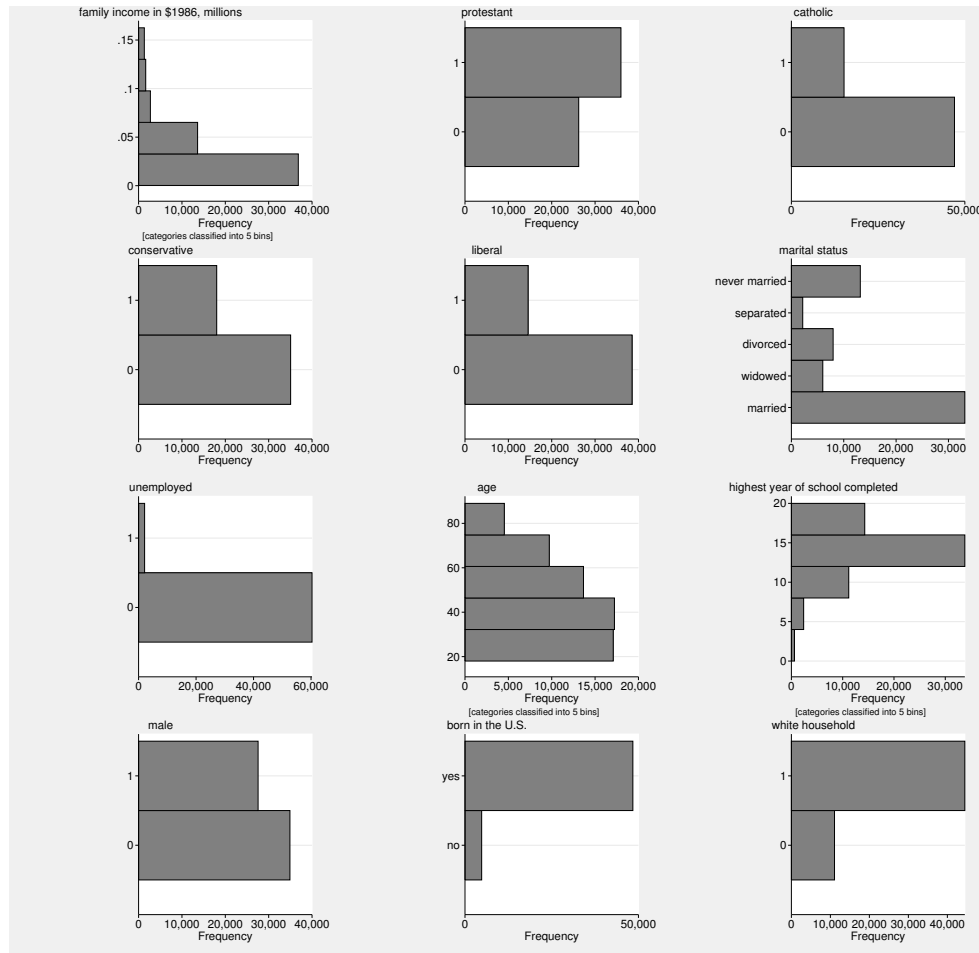 family income in $1986, millions
.15
.1
.05
0
0 10,000 20,000 30,000 40,000
Frequency
[categories classified into 5 bins]
protestant
1
0
0 10,000 20,000 30,000 40,000
Frequency
catholic
1
0
0 50,000
Frequency
conservative
1
0
0 10,000 20,000 30,000 40,000
Frequency
liberal
1
0
0 10,000 20,000 30,000 40,000
Frequency
marital status
never married
separated
divorced
widowed
married
0 10,000 20,000 30,000
Frequency
unemployed
1
0
0 20,000 40,000 60,000
Frequency
age
80
60
40
20
0 5,000 10,000 15,000 20,000
Frequency
[categories classified into 5 bins]
highest year of school completed
20
15
10
5
0
0 10,000 20,000 30,000
Frequency
[categories classified into 5 bins]
male
1
0
0 10,000 20,000 30,000 40,000
Frequency
born in the U.S.
yes
no
0 50,000
Frequency
white household
1
0
0 10,000 20,000 30,000 40,000
Frequency